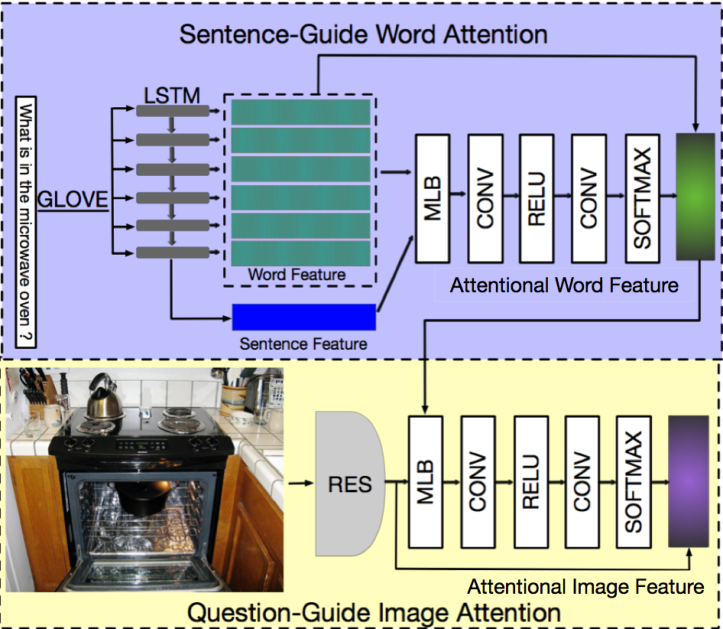 Sentence-Guide Word Attention
What is in the microwave oven ?
GLOVE
LSTM
Word Feature
Sentence Feature
MLB
CONV
RELU
CONV
SOFTMAX
Attentional Word Feature
RES
MLB
CONV
RELU
CONV
SOFTMAX
Attentional Image Feature
Question-Guide Image Attention